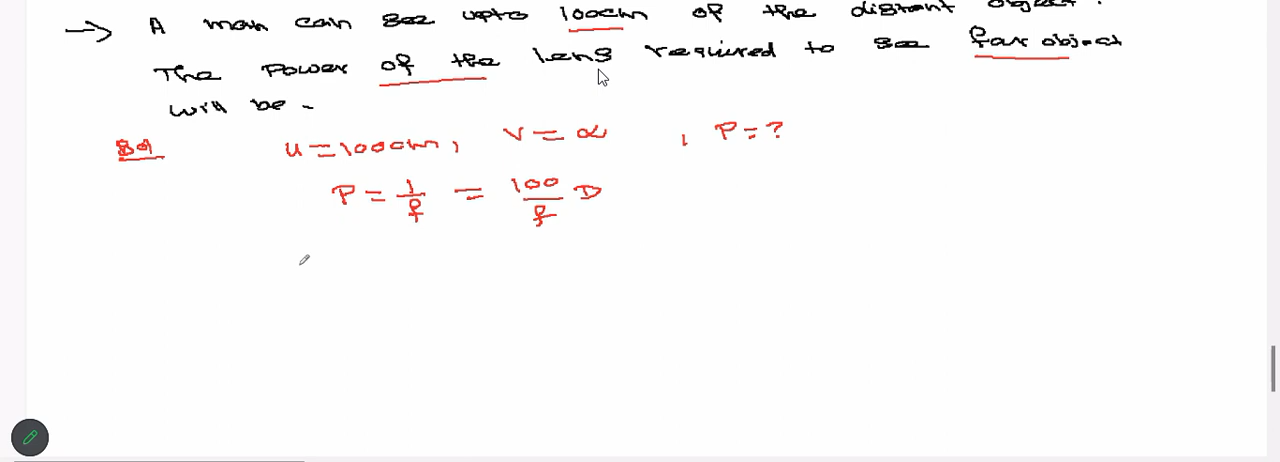 → A man can see upto 100cm of the distant object.
The Power of the lens required to see far object
will be -
Sol u = 100cm, v = ∝ , P = ?
P = 1/f = 100/f D